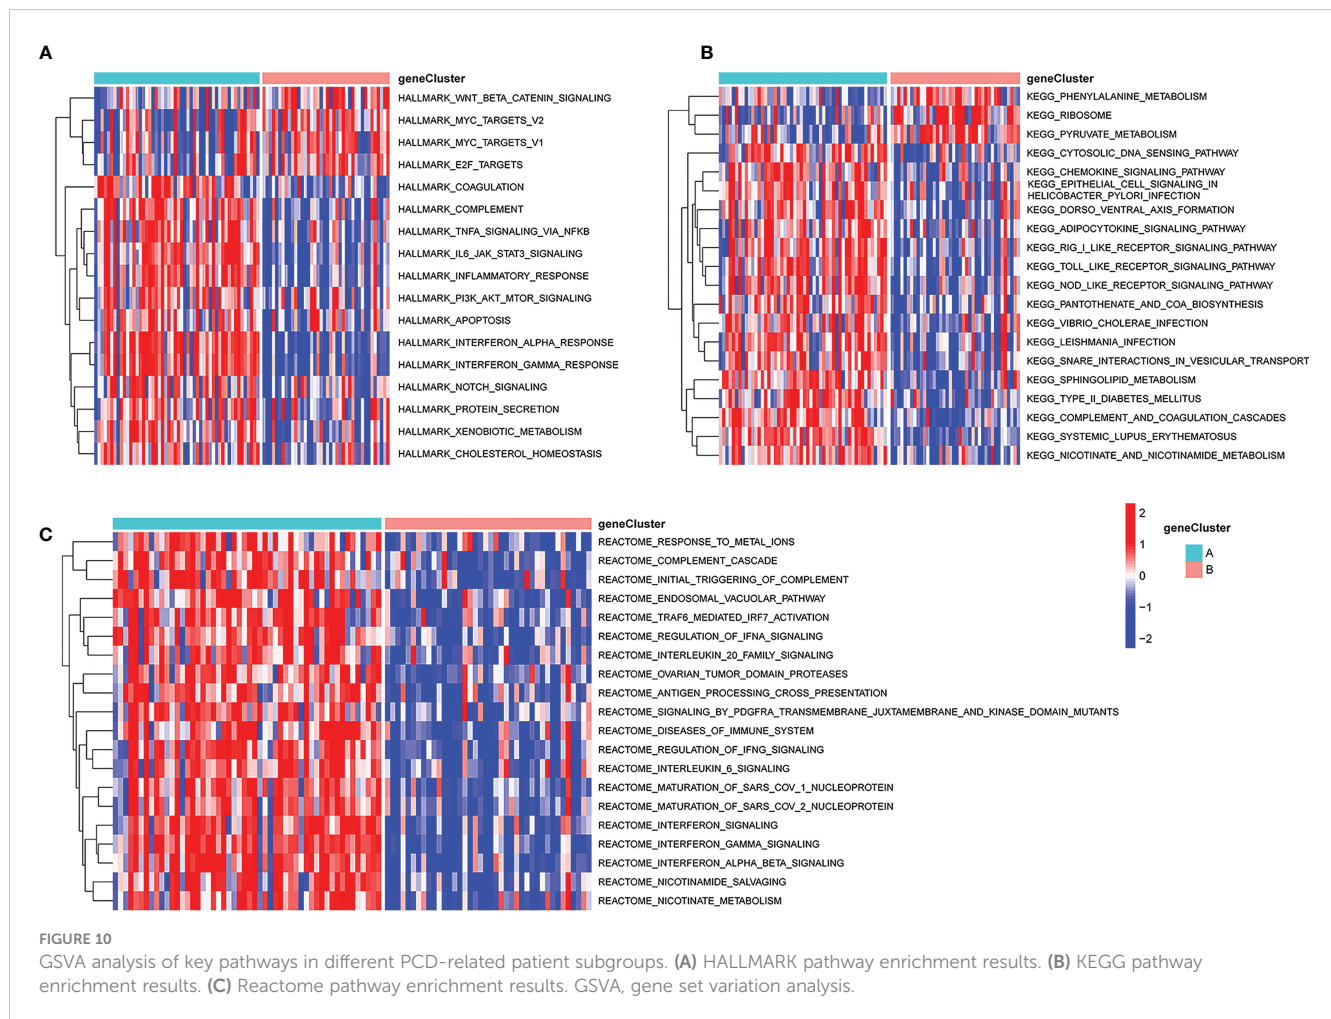 A
geneCluster
HALLMARK_WNT_BETA_CATENIN_SIGNALING
HALLMARK_MYC_TARGETS_V2
HALLMARK_MYC_TARGETS_V1
HALLMARK_E2F_TARGETS
HALLMARK_COAGULATION
HALLMARK_COMPLEMENT
HALLMARK_TNFA_SIGNALING_VIA_NFKB
HALLMARK_IL6_JAK_STAT3_SIGNALING
HALLMARK_INFLAMMATORY_RESPONSE
HALLMARK_PI3K_AKT_MTOR_SIGNALING
HALLMARK_APOPTOSIS
HALLMARK_INTERFERON_ALPHA_RESPONSE
HALLMARK_INTERFERON_GAMMA_RESPONSE
HALLMARK_NOTCH_SIGNALING
HALLMARK_PROTEIN_SECRETION
HALLMARK_XENOBIOTIC_METABOLISM
HALLMARK_CHOLESTEROL_HOMEOSTASIS
B
geneCluster
KEGG_PHENYLALANINE_METABOLISM
KEGG_RIBOSOME
KEGG_PYRUVATE_METABOLISM
KEGG_CYTOSOLIC_DNA_SENSING_PATHWAY
KEGG_CHEMOKINE_SIGNALING_PATHWAY
KEGG_EPITHELIAL_CELL_SIGNALING_IN
HELICOBACTER_PYLORI_INFECTION
KEGG_DORSO_VENTRAL_AXIS_FORMATION
KEGG_ADIPOCYTOKINE_SIGNALING_PATHWAY
KEGG_RIG_I_LIKE_RECEPTOR_SIGNALING_PATHWAY
KEGG_TOLL_LIKE_RECEPTOR_SIGNALING_PATHWAY
KEGG_NOD_LIKE_RECEPTOR_SIGNALING_PATHWAY
KEGG_PANTOTHENATE_AND_COA_BIOSYNTHESIS
KEGG_VIBRIO_CHOLERAE_INFECTION
KEGG_LEISHMANIA_INFECTION
KEGG_SNARE_INTERACTIONS_IN_VESICULAR_TRANSPORT
KEGG_SPHINGOLIPID_METABOLISM
KEGG_TYPE_II_DIABETES_MELLITUS
KEGG_COMPLEMENT_AND_COAGULATION_CASCADES
KEGG_SYSTEMIC_LUPUS_ERYTHEMATOSUS
KEGG_NICOTINATE_AND_NICOTINAMIDE_METABOLISM
C
geneCluster
REACTOME_RESPONSE_TO_METAL_IONS
REACTOME_COMPLEMENT_CASCADE
REACTOME_INITIAL_TRIGGERING_OF_COMPLEMENT
REACTOME_ENDOSOMAL_VACUOLAR_PATHWAY
REACTOME_TRAF6_MEDIATED_IRF7_ACTIVATION
REACTOME_REGULATION_OF_IFNA_SIGNALING
REACTOME_INTERLEUKIN_20_FAMILY_SIGNALING
REACTOME_OVARIAN_TUMOR_DOMAIN_PROTEASES
REACTOME_ANTIGEN_PROCESSING_CROSS_PRESENTATION
REACTOME_SIGNALING_BY_PDGFRA_TRANSMEMBRANE_JUXTAMEMBRANE_AND_KINASE_DOMAIN_MUTANTS
REACTOME_DISEASES_OF_IMMUNE_SYSTEM
REACTOME_REGULATION_OF_IFNG_SIGNALING
REACTOME_INTERLEUKIN_6_SIGNALING
REACTOME_MATURATION_OF_SARS_COV_1_NUCLEOPROTEIN
REACTOME_MATURATION_OF_SARS_COV_2_NUCLEOPROTEIN
REACTOME_INTERFERON_SIGNALING
REACTOME_INTERFERON_GAMMA_SIGNALING
REACTOME_INTERFERON_ALPHA_BETA_SIGNALING
REACTOME_NICOTINAMIDE_SALVAGING
REACTOME_NICOTINATE_METABOLISM
2
1
0
−1
−2
geneCluster
A
B
FIGURE 10
GSVA analysis of key pathways in different PCD-related patient subgroups. (A) HALLMARK pathway enrichment results. (B) KEGG pathway
enrichment results. (C) Reactome pathway enrichment results. GSVA, gene set variation analysis.